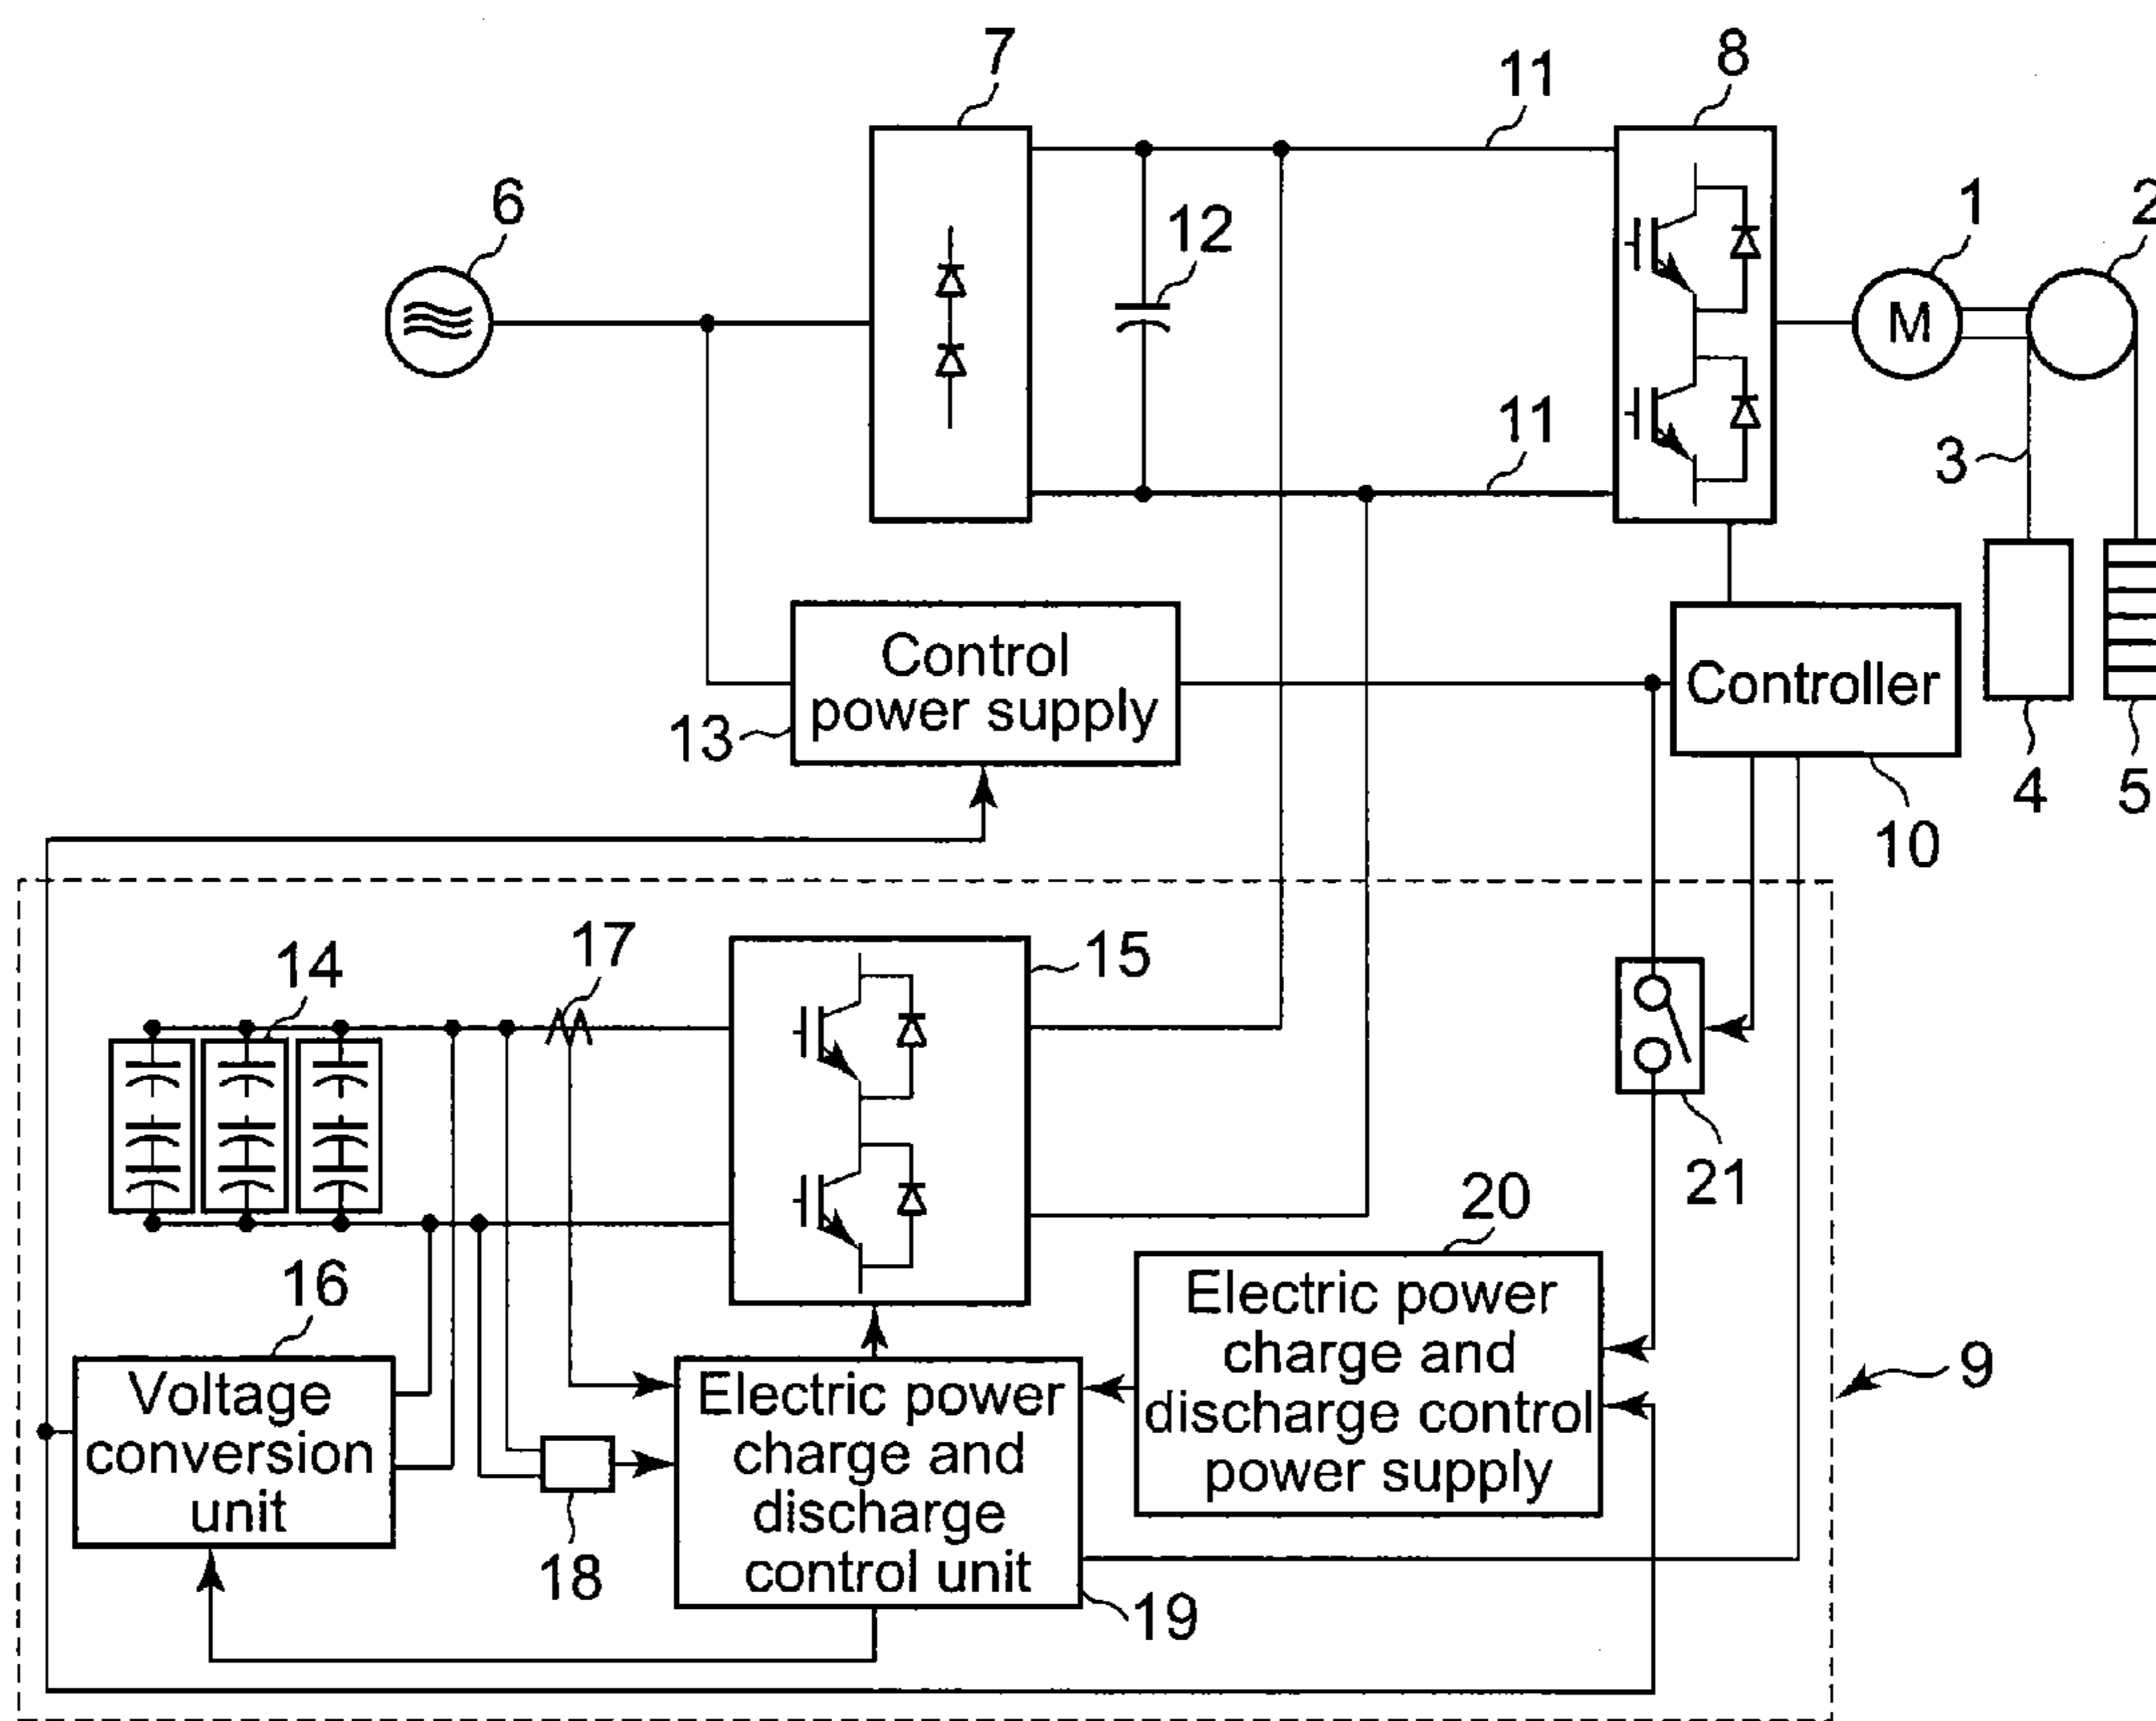 7
11
8
6
12
1
2
M
11
3
Control
power supply
13
Controller
4
5
10
14
17
15
21
20
16
Electric power
charge and
discharge control
power supply
9
Voltage
conversion
unit
Electric power
charge and
discharge
control unit
18
19